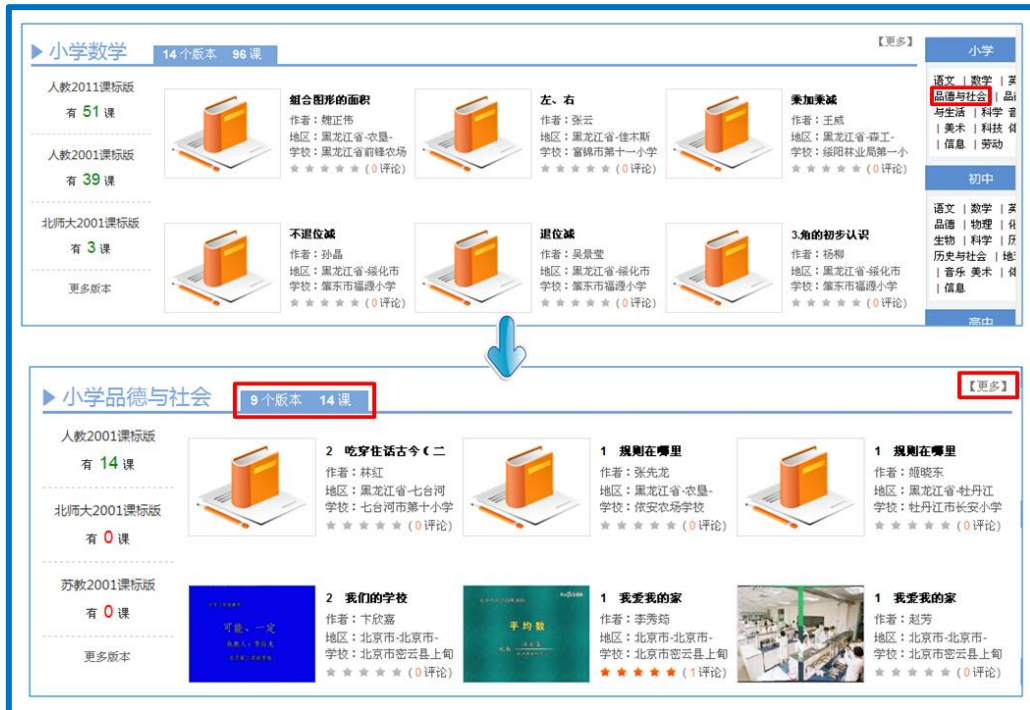 小学数学 14个版本 96课 【更多】
人教2011课标版
有 51 课
人教2001课标版
有 39 课
北师大2001课标版
有 3 课
更多版本
组合图形的面积
作者：魏正伟
地区：黑龙江省-农垦-
学校：黑龙江省前锋农场
(0评论)
左、右
作者：张云
地区：黑龙江省-佳木斯
学校：富锦市第十一小学
(0评论)
乘加乘减
作者：王威
地区：黑龙江省-森工-
学校：绥阳林业局第一小
(0评论)
不退位减
作者：孙晶
地区：黑龙江省-绥化市
学校：肇东市福源小学
(0评论)
退位减
作者：吴景莹
地区：黑龙江省-绥化市
学校：肇东市福源小学
(0评论)
3.角的初步认识
作者：杨柳
地区：黑龙江省-绥化市
学校：肇东市福源小学
(0评论)
小学
语文 | 数学 | 英
品德与社会 | 品德
与生活 | 科学 音
| 美术 | 科技 体
| 信息 | 劳动
初中
语文 | 数学 | 英
品德 | 物理 | 化
生物 | 科学 | 历
历史与社会 | 地
| 音乐 美术 | 体
| 信息
高中
小学品德与社会 9个版本 14课 【更多】
人教2001课标版
有 14 课
北师大2001课标版
有 0 课
苏教2001课标版
有 0 课
更多版本
2 吃穿住话古今(二
作者：林红
地区：黑龙江省-七台河
学校：七台河市第十小学
(0评论)
1 规则在哪里
作者：张先龙
地区：黑龙江省-农垦-
学校：依安农场学校
(0评论)
1 规则在哪里
作者：姬晓东
地区：黑龙江省-牡丹江
学校：牡丹江市长安小学
(0评论)
可能、一定
2 我们的学校
作者：卞欣嘉
地区：北京市-北京市-
学校：北京市密云县上甸
(0评论)
平均数
1 我爱我的家
作者：李秀筠
地区：北京市-北京市-
学校：北京市密云县上甸
(1评论)
1 我爱我的家
作者：赵芳
地区：北京市-北京市-
学校：北京市密云县上甸
(0评论)